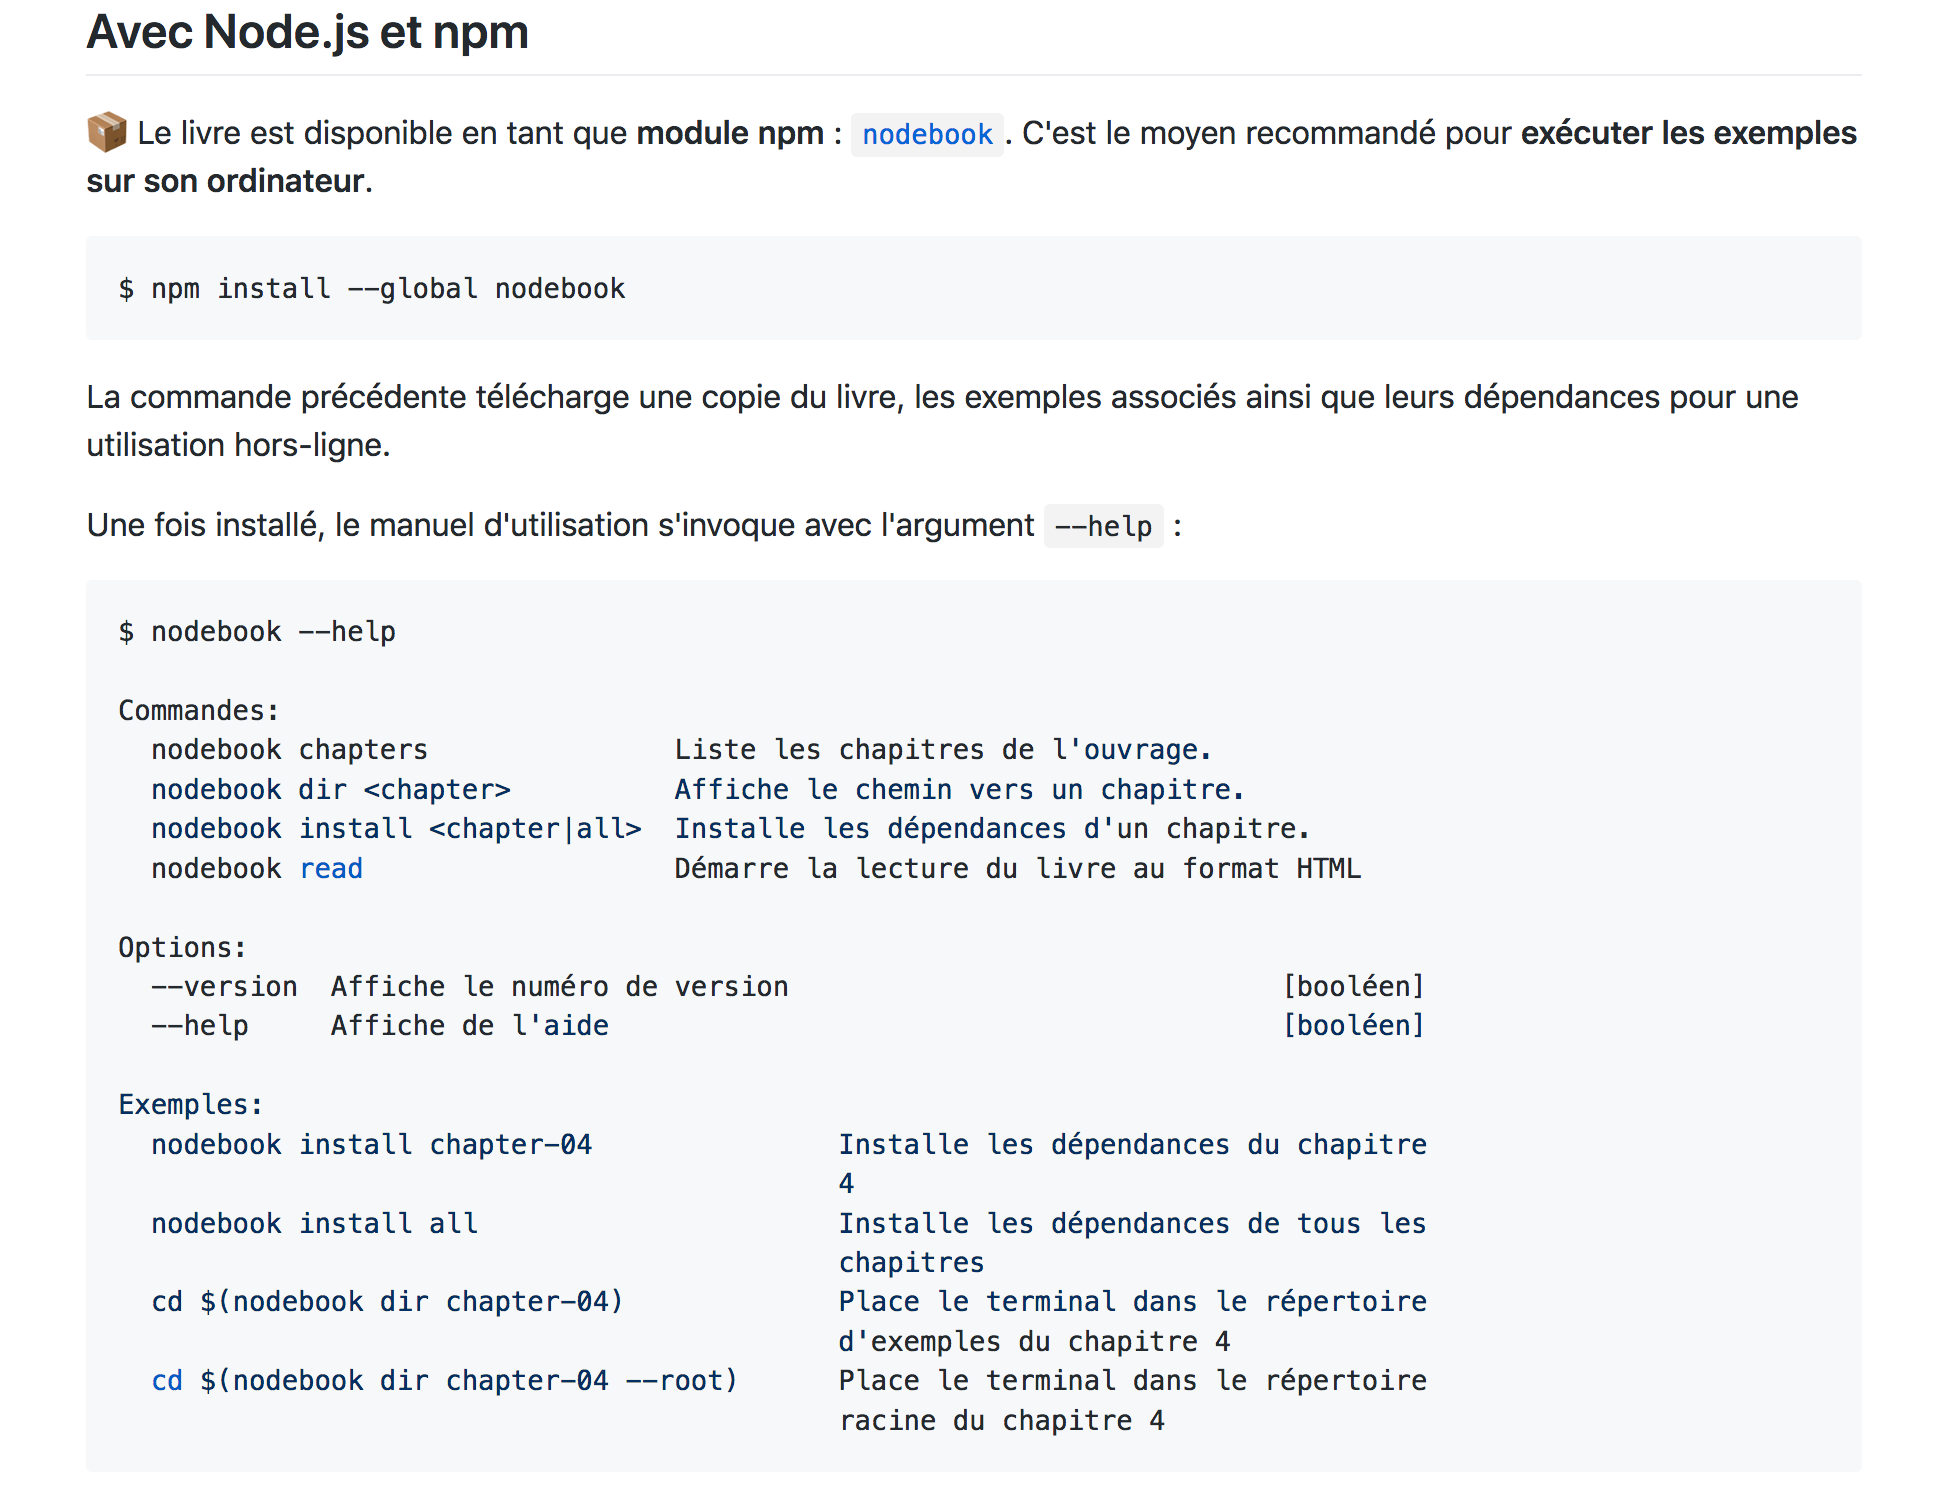 Avec Node.js et npm
📦 Le livre est disponible en tant que module npm : nodebook. C'est le moyen recommandé pour exécuter les exemples
sur son ordinateur.
$ npm install --global nodebook
La commande précédente télécharge une copie du livre, les exemples associés ainsi que leurs dépendances pour une
utilisation hors-ligne.
Une fois installé, le manuel d'utilisation s'invoque avec l'argument --help :
$ nodebook --help
Commandes:
  nodebook chapters               Liste les chapitres de l'ouvrage.
  nodebook dir <chapter>          Affiche le chemin vers un chapitre.
  nodebook install <chapter|all>  Installe les dépendances d'un chapitre.
  nodebook read                   Démarre la lecture du livre au format HTML
Options:
  --version  Affiche le numéro de version                              [booléen]
  --help     Affiche de l'aide                                         [booléen]
Exemples:
  nodebook install chapter-04               Installe les dépendances du chapitre
                                            4
  nodebook install all                      Installe les dépendances de tous les
                                            chapitres
  cd $(nodebook dir chapter-04)             Place le terminal dans le répertoire
                                            d'exemples du chapitre 4
  cd $(nodebook dir chapter-04 --root)      Place le terminal dans le répertoire
                                            racine du chapitre 4